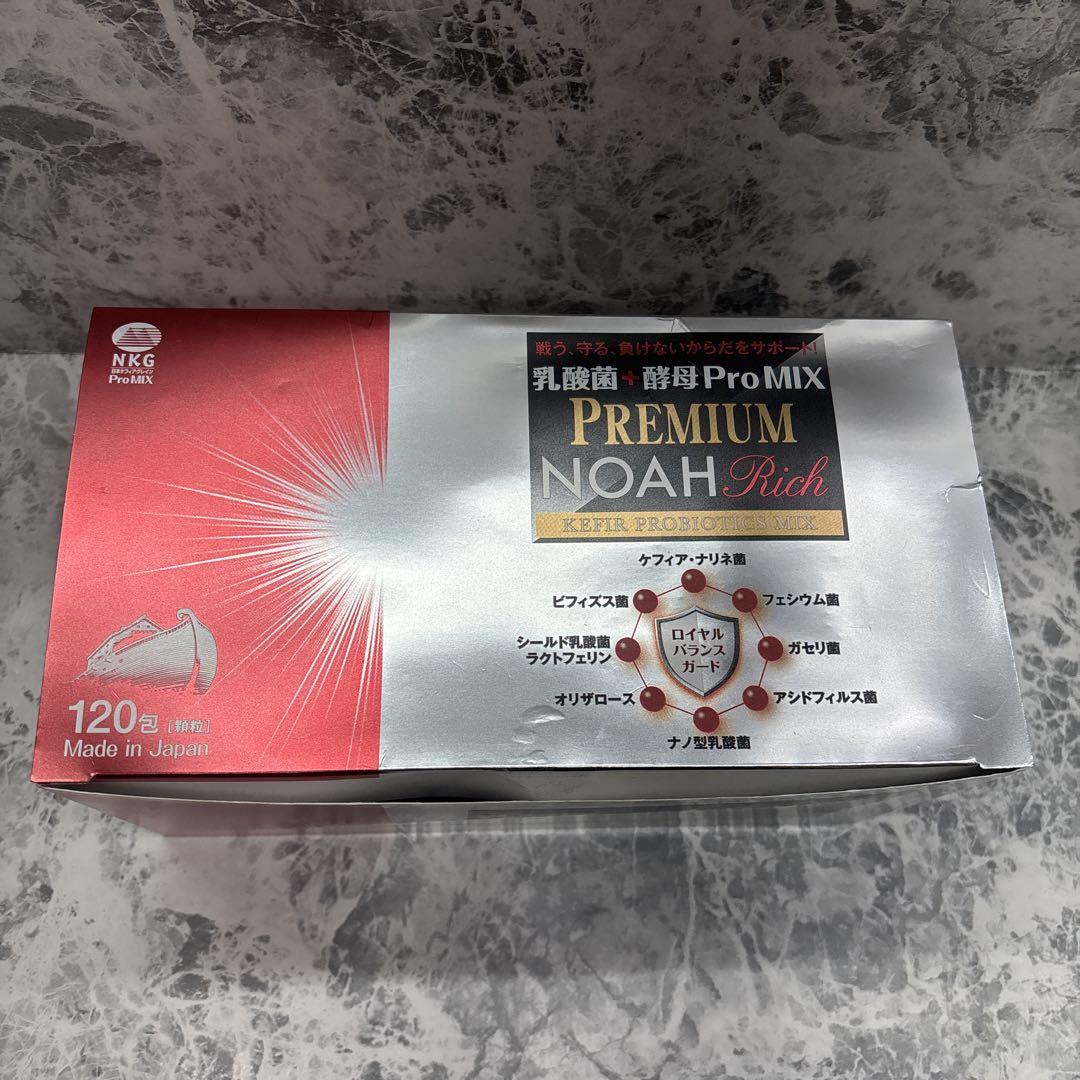 NKG
日本ケフィアグレイン
ProMIX
戦う、守る、負けないからだをサポート!
乳酸菌+酵母ProMIX
PREMIUM
NOAH Rich
KEFIR PROBIOTICS MIX
ケフィア・ナリネ菌
ビフィズス菌
フェシウム菌
シールド乳酸菌
ラクトフェリン
ロイヤル
バランス
ガード
ガセリ菌
オリザロース
アシドフィルス菌
ナノ型乳酸菌
120包[顆粒]
Made in Japan